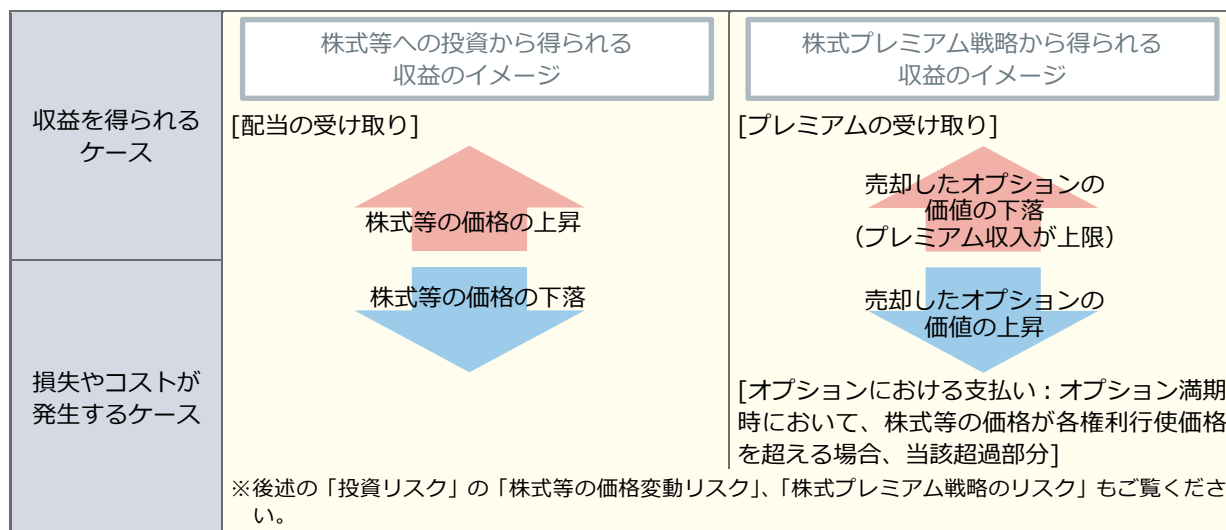 株式等への投資から得られる
収益のイメージ
株式プレミアム戦略から得られる
収益のイメージ
収益を得られる
ケース
[配当の受け取り]
株式等の価格の上昇
[プレミアムの受け取り]
売却したオプションの
価値の下落
（プレミアム収入が上限）
損失やコストが
発生するケース
株式等の価格の下落
売却したオプションの
価値の上昇
[オプションにおける支払い：オプション満期
時において、株式等の価格が各権利行使価格
を超える場合、当該超過部分]
※後述の「投資リスク」の「株式等の価格変動リスク」、「株式プレミアム戦略のリスク」もご覧くださ
い。